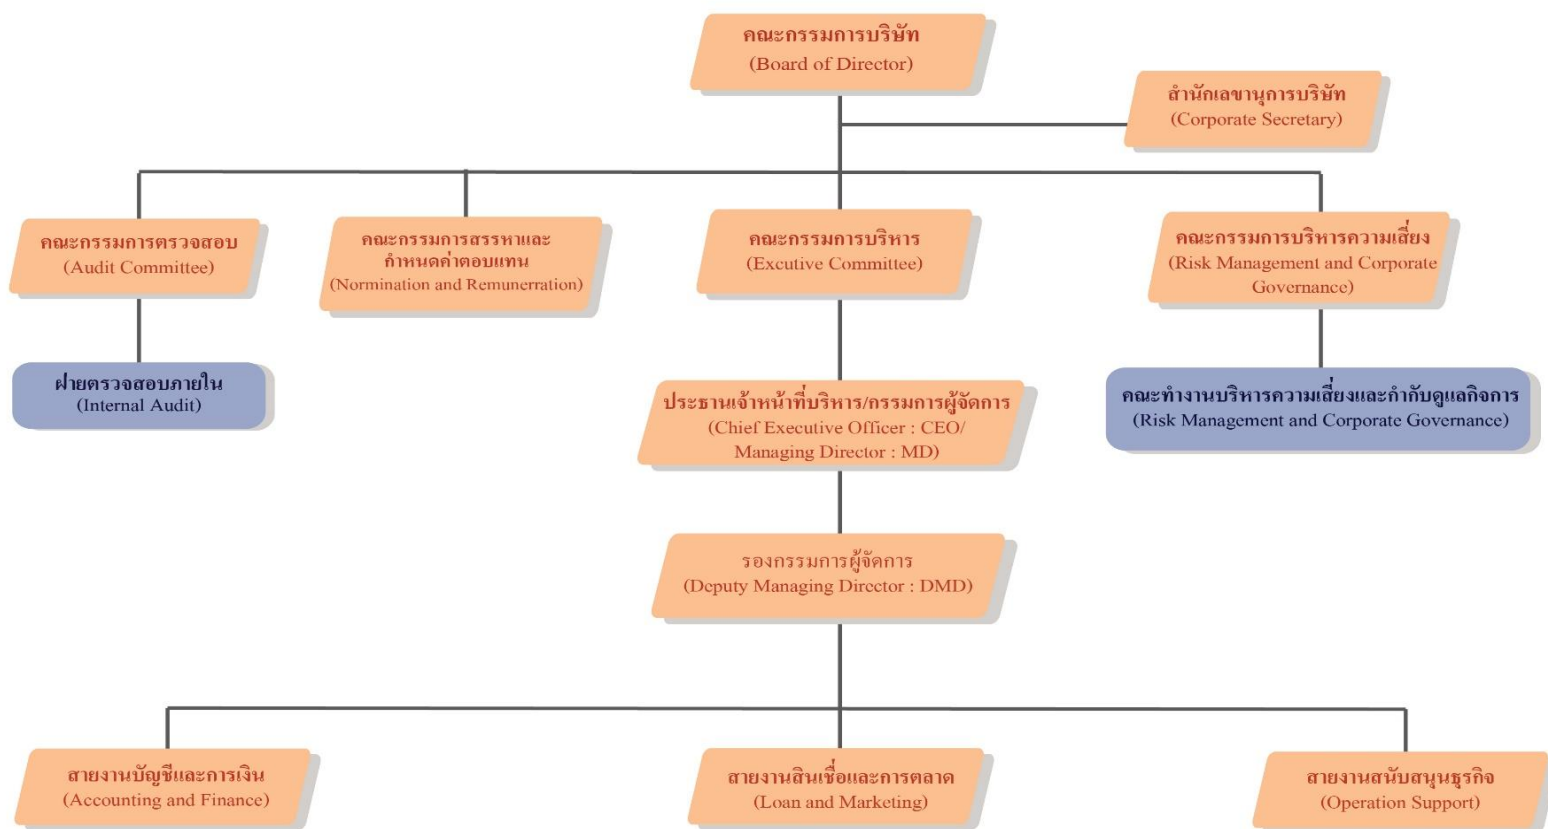 คณะกรรมการบริษัท
(Board of Director)
สำนักเลขานุการบริษัท
(Corporate Secretary)
คณะกรรมการตรวจสอบ
(Audit Committee)
คณะกรรมการสรรหาและ
กำหนดค่าตอบแทน
(Normination and Remunerration)
คณะกรรมการบริหาร
(Excutive Committee)
คณะกรรมการบริหารความเสี่ยง
(Risk Management and Corporate
Governance)
ฝ่ายตรวจสอบภายใน
(Internal Audit)
ประธานเจ้าหน้าที่บริหาร/กรรมการผู้จัดการ
(Chief Executive Officer : CEO/
Managing Director : MD)
คณะทำงานบริหารความเสี่ยงและกำกับดูแลกิจการ
(Risk Management and Corporate Governance)
รองกรรมการผู้จัดการ
(Deputy Managing Director : DMD)
สายงานบัญชีและการเงิน
(Accounting and Finance)
สายงานสินเชื่อและการตลาด
(Loan and Marketing)
สายงานสนับสนุนธุรกิจ
(Operation Support)